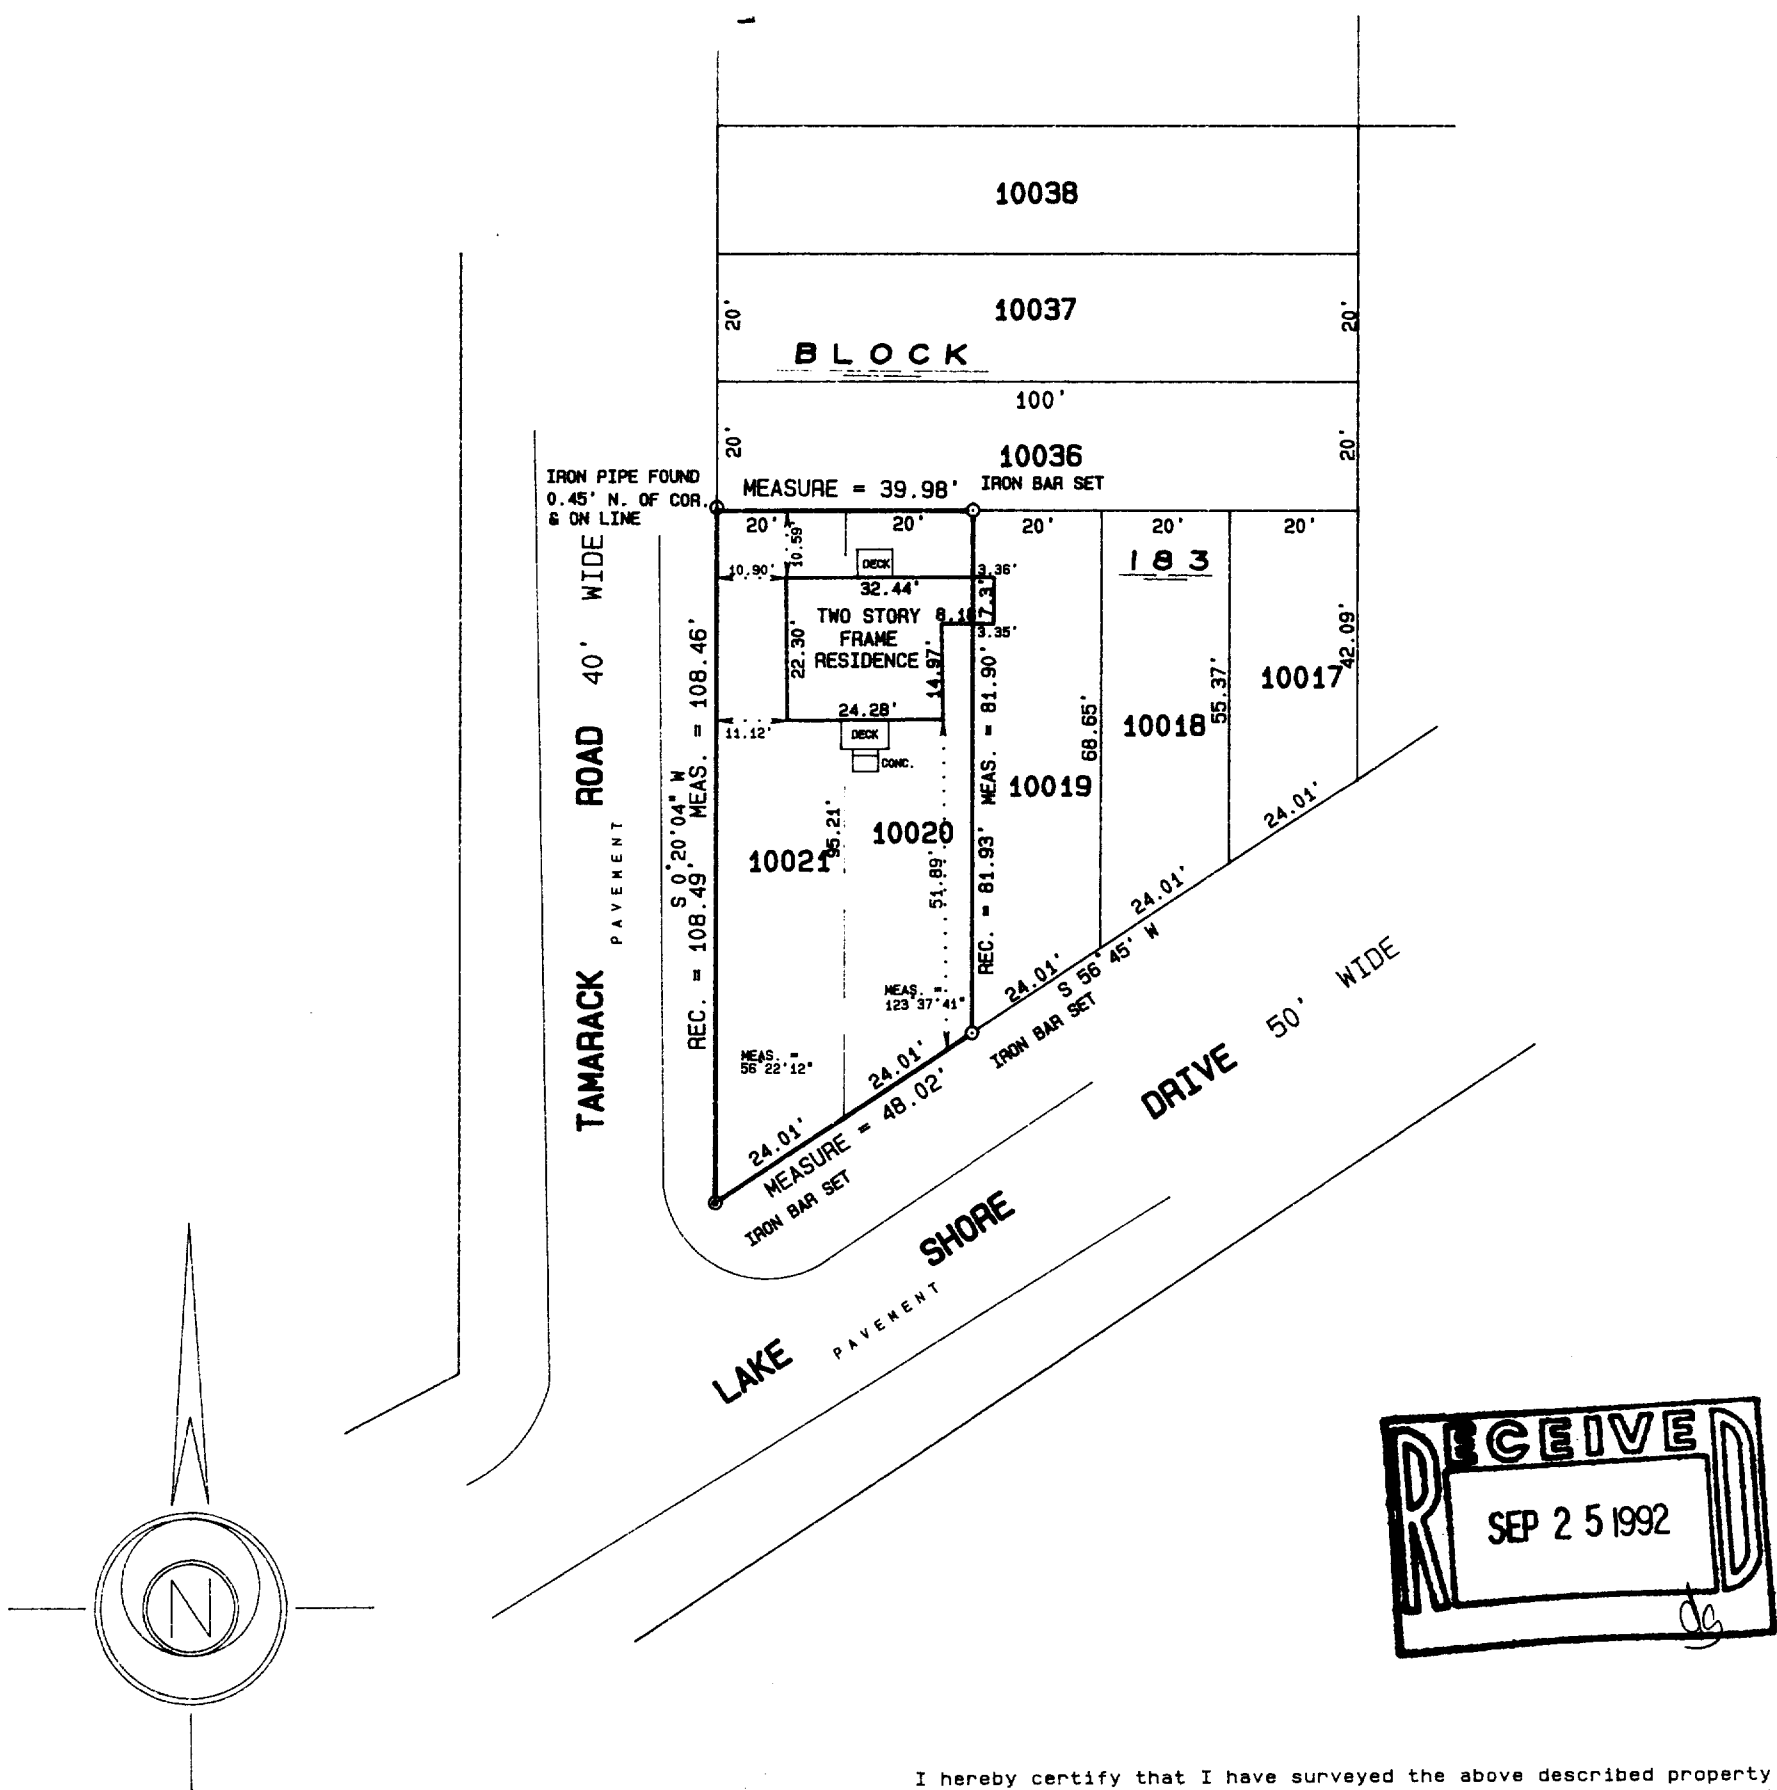 10038
20'
10037
20'
BLOCK
100'
20'
10036
20'
IRON PIPE FOUND
0.45' N. OF COR.
& ON LINE
MEASURE = 39.98'
IRON BAR SET
20'
20'
20'
20'
20'
10.59'
183
DECK
10.90'
32.44'
3.36'
7.3'
3.35'
TWO STORY
FRAME
RESIDENCE
22.30'
14.97'
24.28'
11.12'
DECK
CONC.
TAMARACK ROAD 40' WIDE
PAVEMENT
S 0°20'04" W
REC. = 108.49' MEAS. = 108.46'
REC. = 81.93' MEAS. = 81.90'
95.21'
51.89'
68.65'
55.37'
42.09'
10021
10020
10019
10018
10017
MEAS. =
56°22'12"
MEAS. =
123°37'41"
24.01'
24.01'
24.01'
24.01'
24.01'
MEASURE = 48.02'
IRON BAR SET
S 56°45' W
IRON BAR SET
LAKE SHORE DRIVE 50' WIDE
PAVEMENT
N
RECEIVED
SEP 25 1992
ds
I hereby certify that I have surveyed the above described property